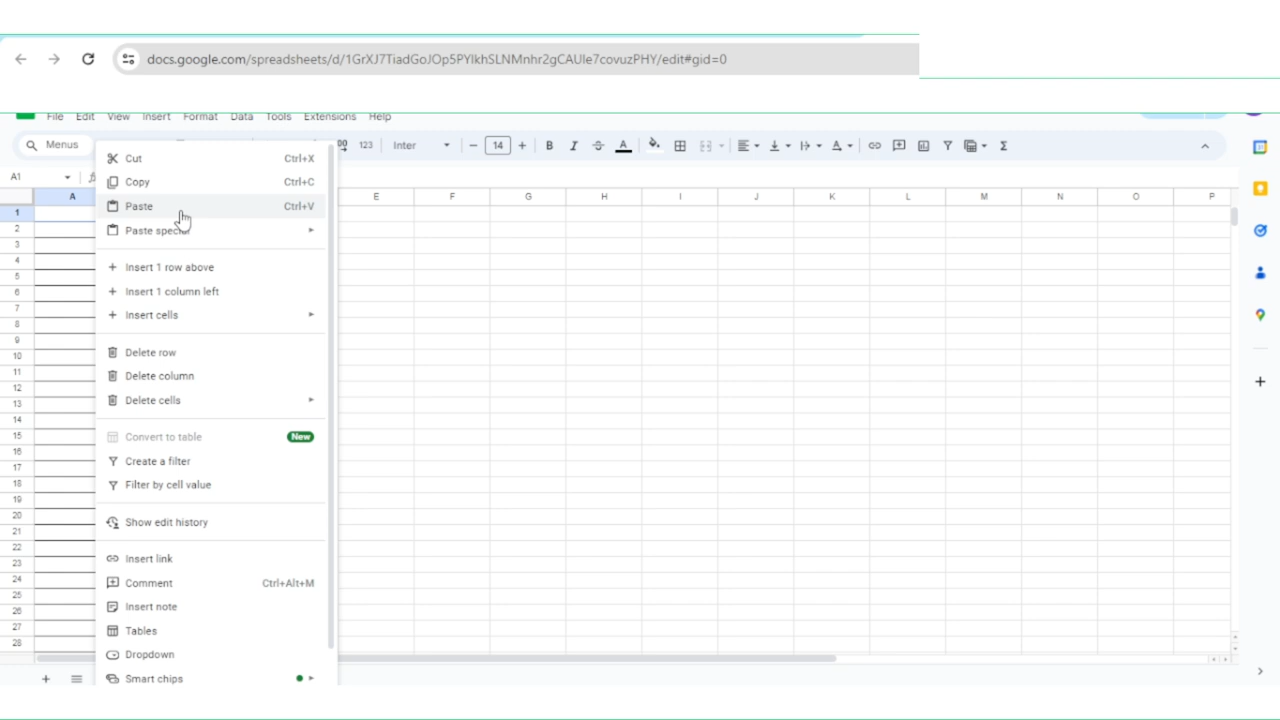 docs.google.com/spreadsheets/d/1GrXJ7TiadGoJOp5PYlkhSLNMnhr2gCAUle7covuzPHY/edit#gid=0
File Edit View Insert Format Data Tools Extensions Help
Menus 123 Inter 14 B I S A
A1
A E F G H I J K L M N O P
Cut Ctrl+X
Copy Ctrl+C
Paste Ctrl+V
Paste special
Insert 1 row above
Insert 1 column left
Insert cells
Delete row
Delete column
Delete cells
Convert to table New
Create a filter
Filter by cell value
Show edit history
Insert link
Comment Ctrl+Alt+M
Insert note
Tables
Dropdown
Smart chips
1
2
3
4
5
6
7
8
9
10
11
12
13
14
15
16
17
18
19
20
21
22
23
24
25
26
27
28